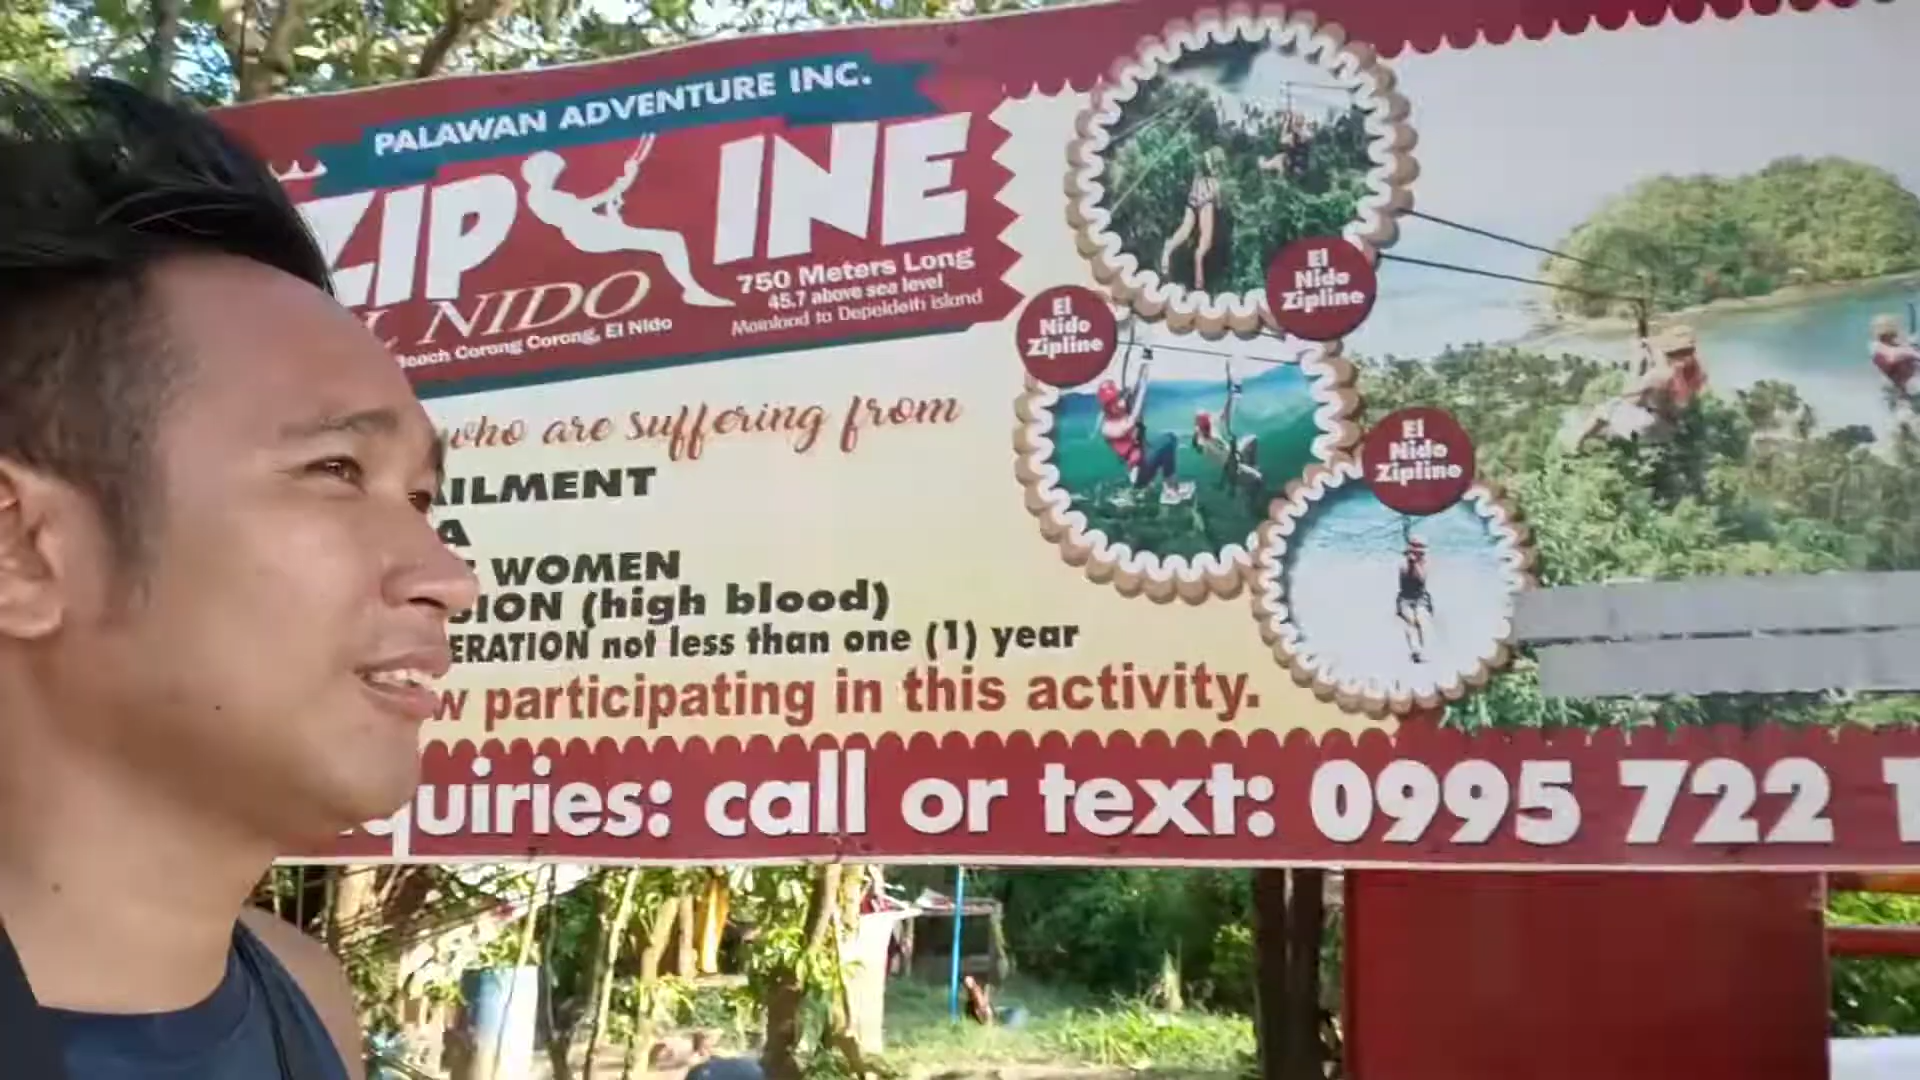 PALAWAN ADVENTURE INC.
ZIP INE
EL NIDO
750 Meters Long
45.7 above sea level
Mainland to Depeldeth island
Beach Corong Corong, El Nido
who are suffering from
AILMENT
A
WOMEN
SION (high blood)
ERATION not less than one (1) year
w participating in this activity.
quiries: call or text: 0995 722 1
El
Nido
Zipline
El
Nido
Zipline
El
Nido
Zipline